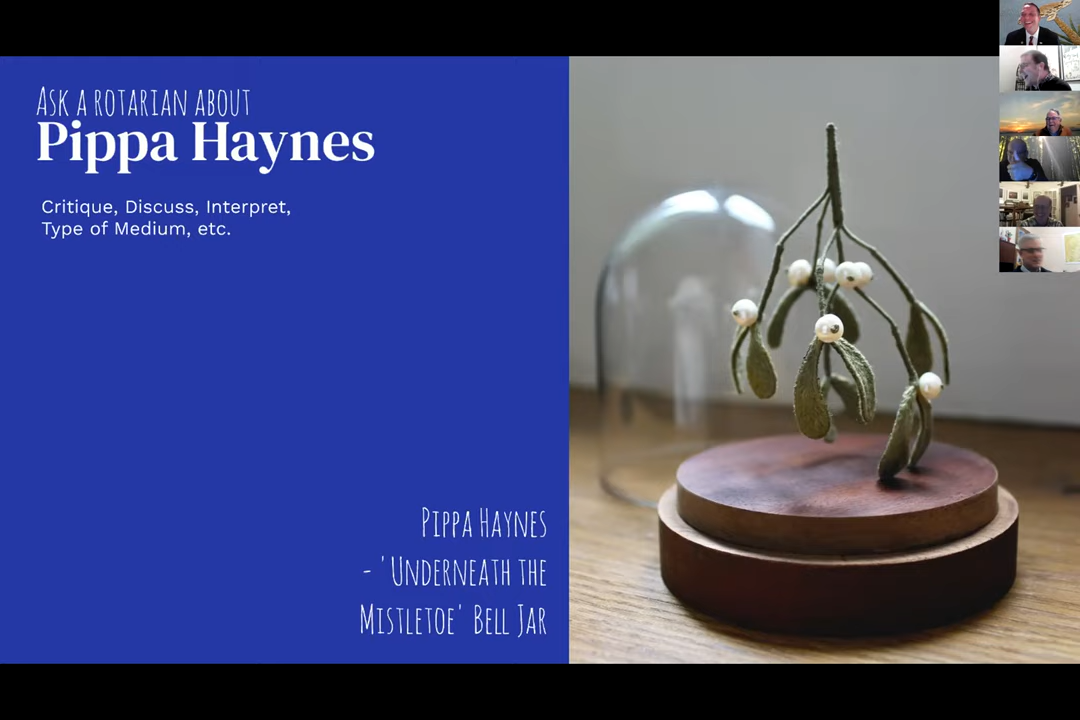 Ask a rotarian about
Pippa Haynes
Critique, Discuss, Interpret,
Type of Medium, etc.
Pippa Haynes
- 'Underneath the
Mistletoe' Bell Jar